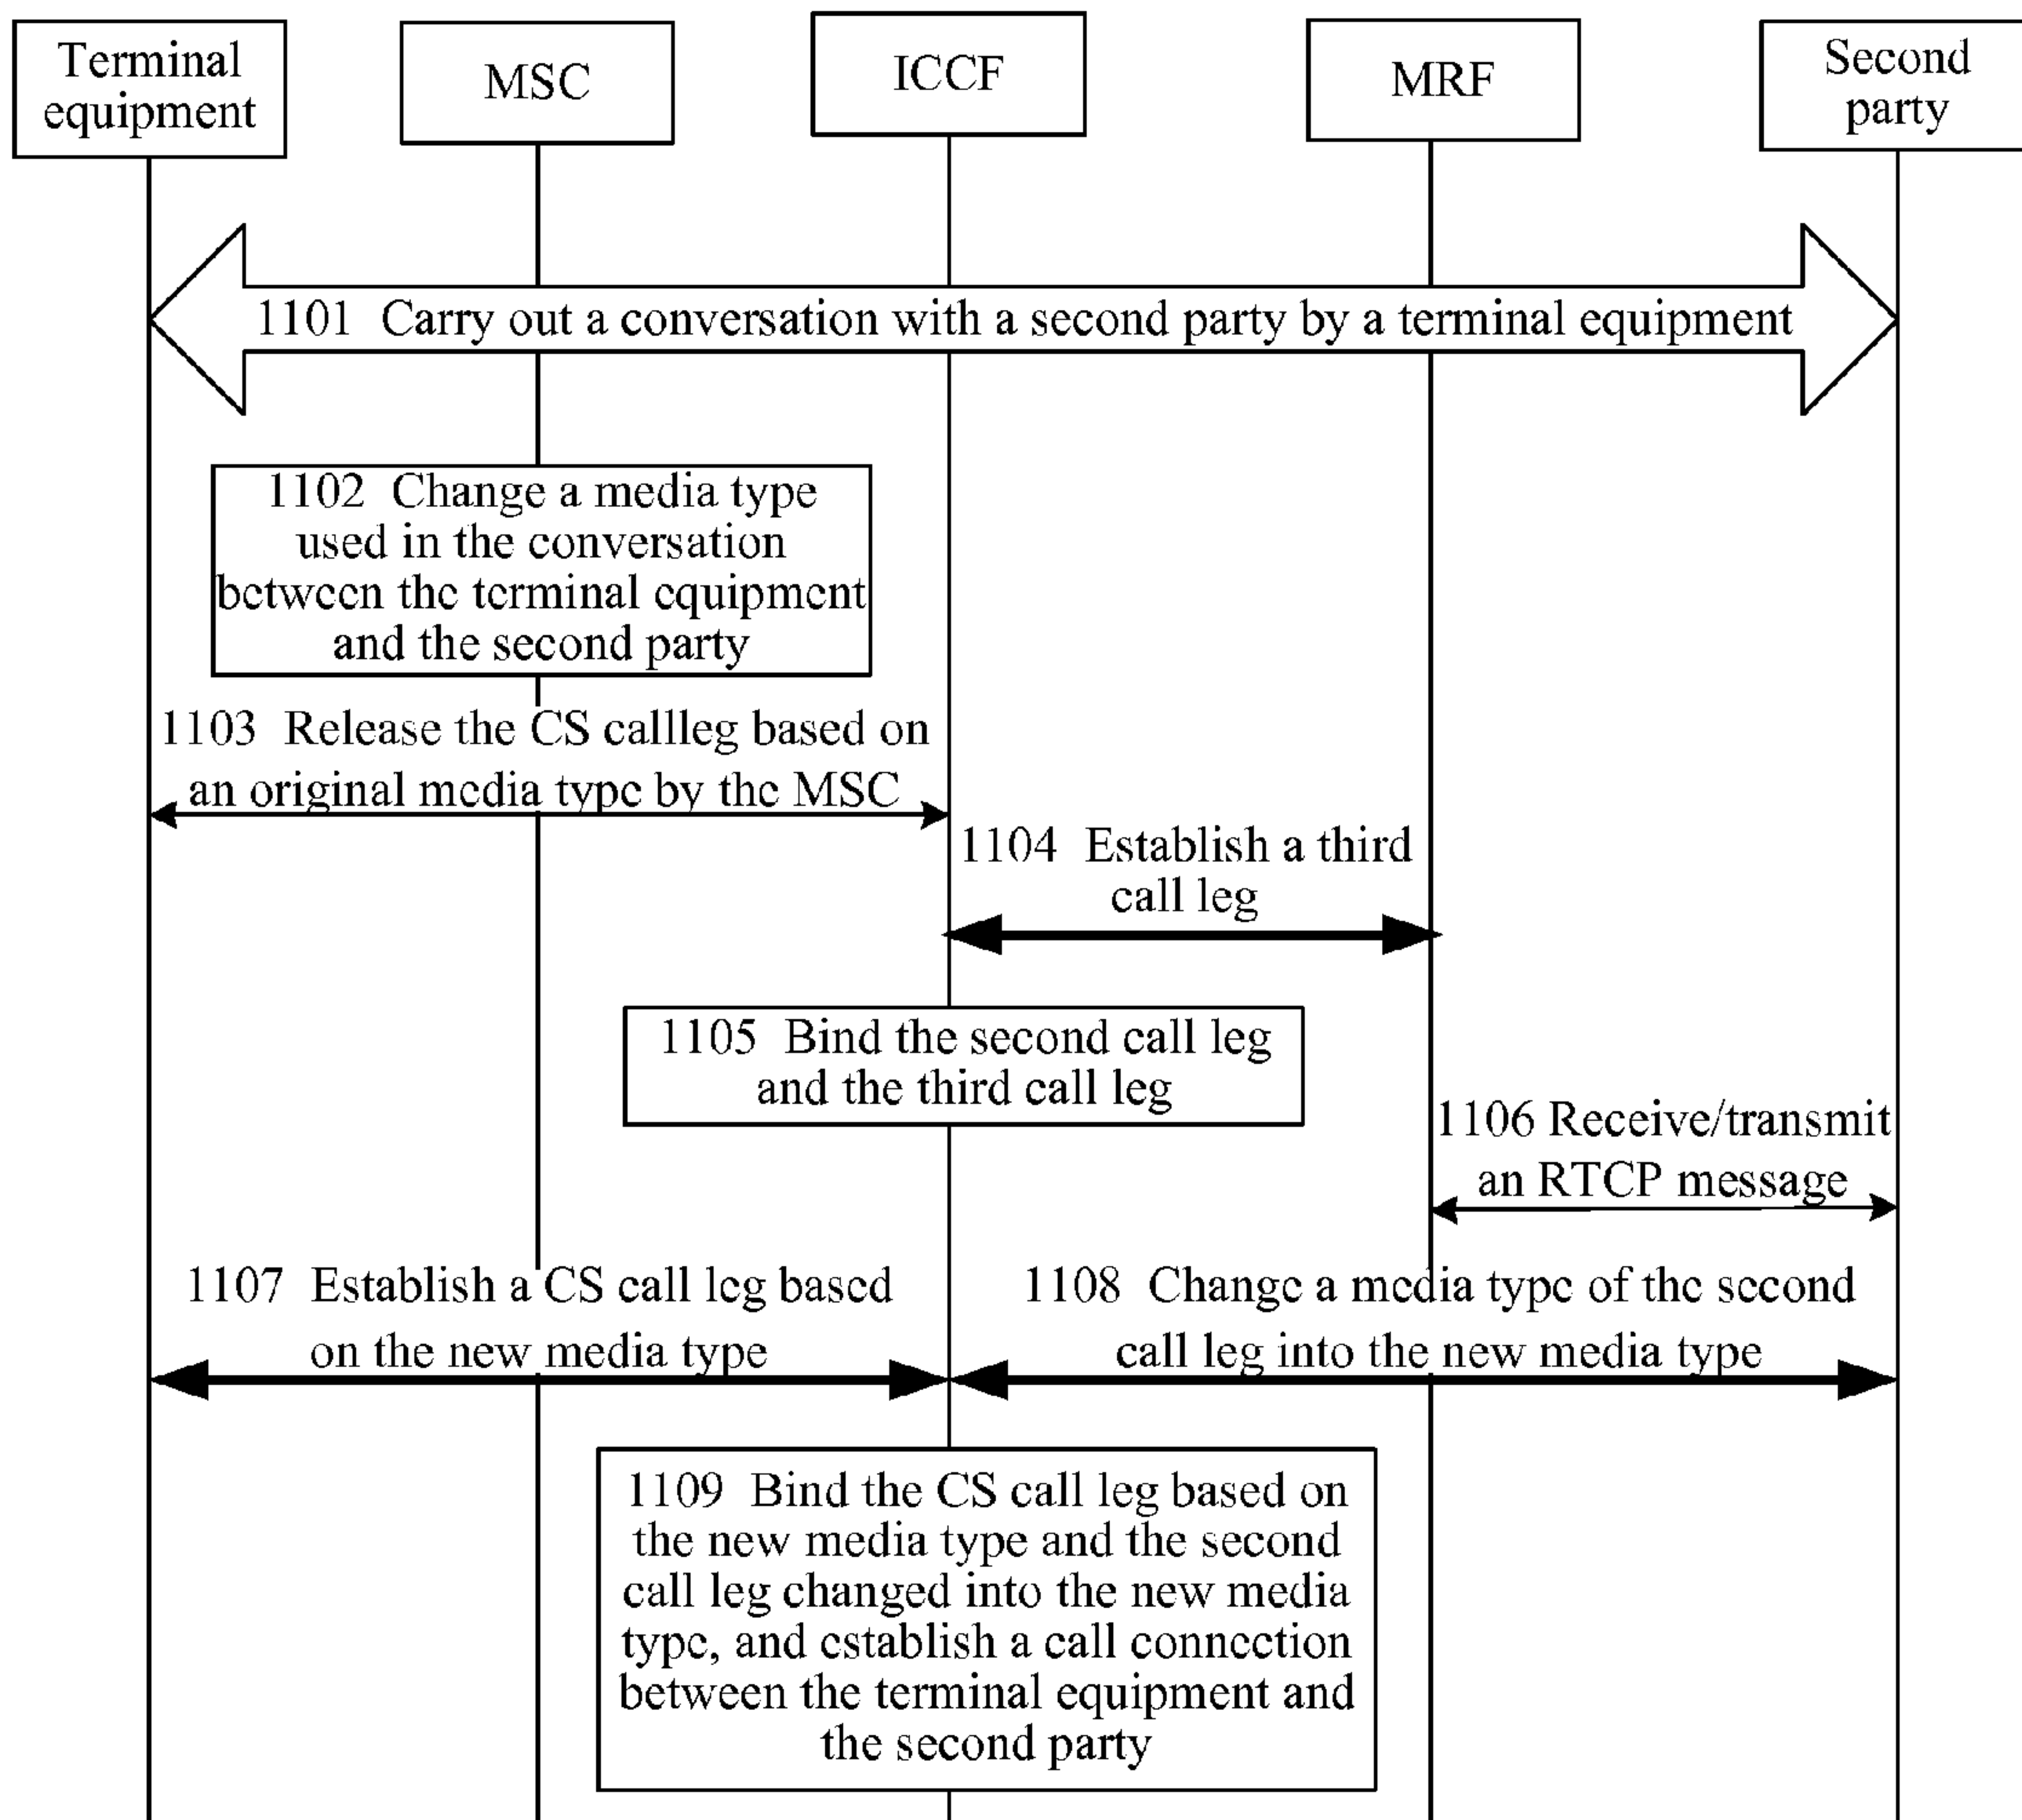 Terminal
equipment
MSC
ICCF
MRF
Second
party
1101 Carry out a conversation with a second party by a terminal equipment
1102 Change a media type
used in the conversation
between the terminal equipment
and the second party
1103 Release the CS callleg based on
an original media type by the MSC
1104 Establish a third
call leg
1105 Bind the second call leg
and the third call leg
1106 Receive/transmit
an RTCP message
1107 Establish a CS call leg based
on the new media type
1108 Change a media type of the second
call leg into the new media type
1109 Bind the CS call leg based on
the new media type and the second
call leg changed into the new media
type, and establish a call connection
between the terminal equipment and
the second party